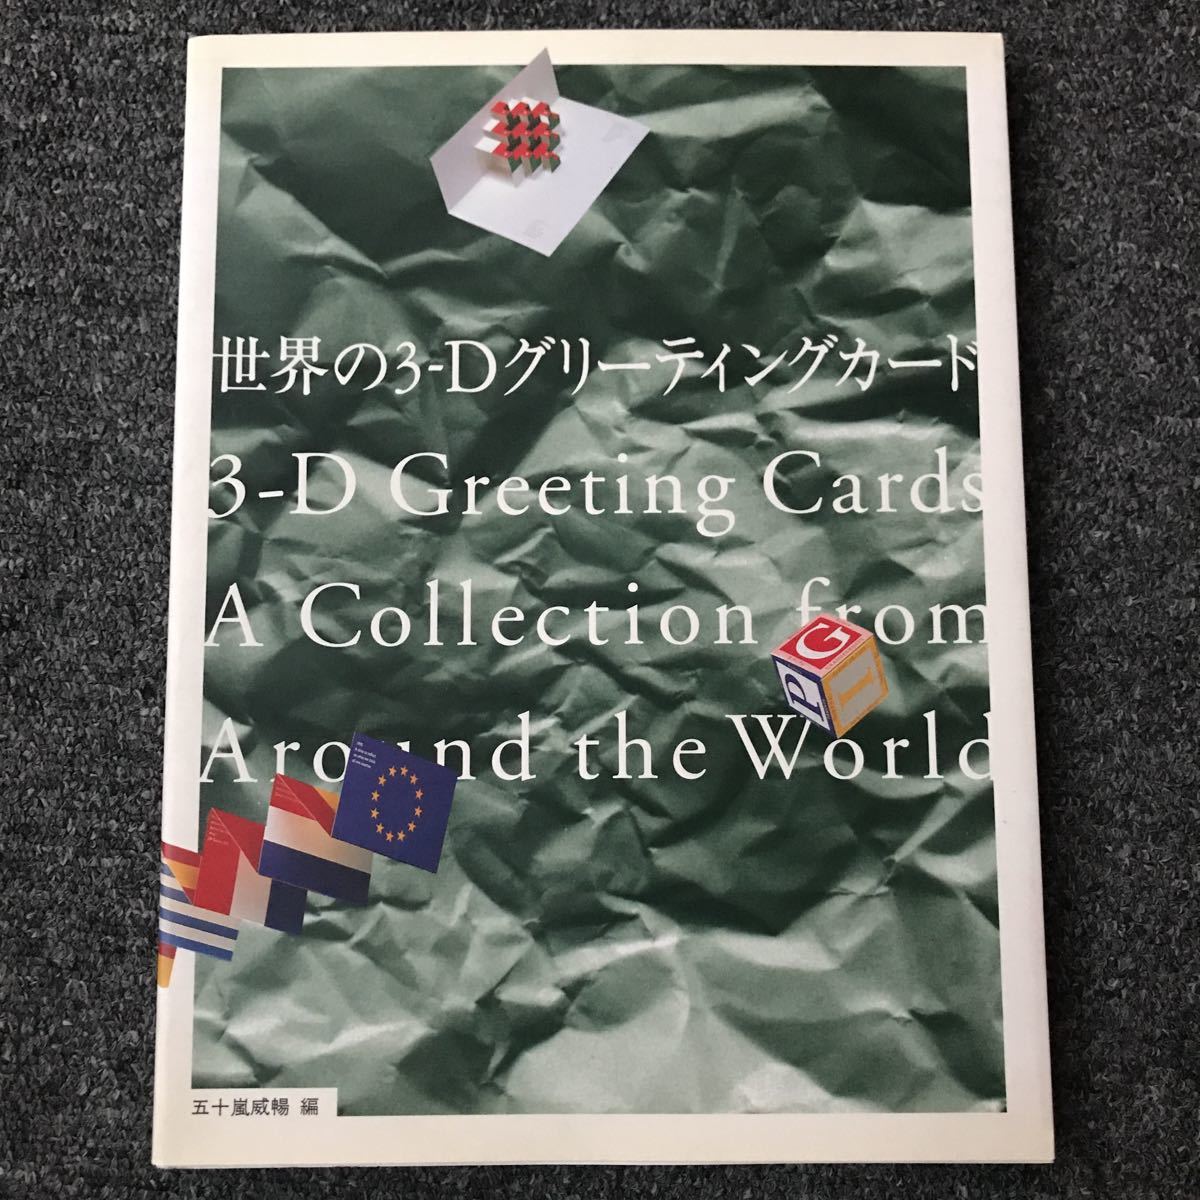 世界の3-Dグリーティングカード
3-D Greeting Cards
A Collection from
Around the World
G
P
I
五十嵐威暢 編